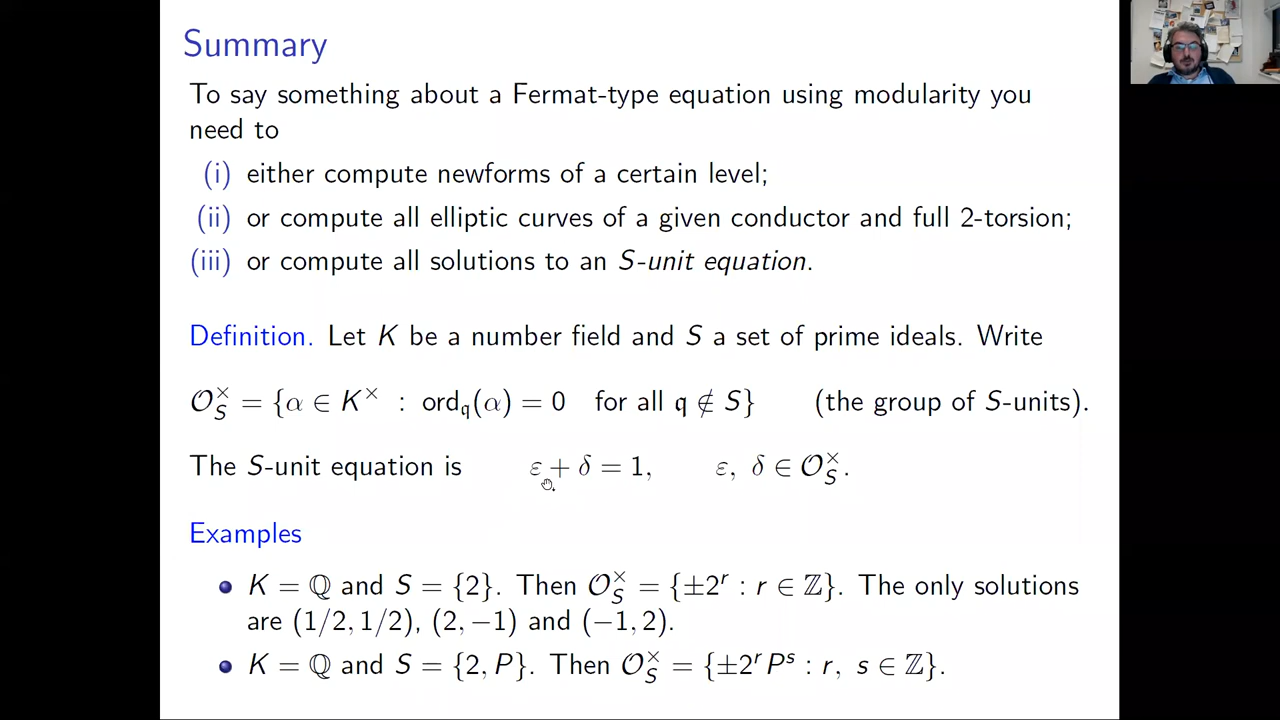 Summary
To say something about a Fermat-type equation using modularity you
need to
(i) either compute newforms of a certain level;
(ii) or compute all elliptic curves of a given conductor and full 2-torsion;
(iii) or compute all solutions to an S-unit equation.
Definition. Let K be a number field and S a set of prime ideals. Write
𝒪_S^× = {α ∈ K^× : ord_𝔮(α) = 0 for all 𝔮 ∉ S} (the group of S-units).
The S-unit equation is ε + δ = 1, ε, δ ∈ 𝒪_S^×.
Examples
• K = ℚ and S = {2}. Then 𝒪_S^× = {±2^r : r ∈ ℤ}. The only solutions
are (1/2, 1/2), (2, −1) and (−1, 2).
• K = ℚ and S = {2, P}. Then 𝒪_S^× = {±2^r P^s : r, s ∈ ℤ}.